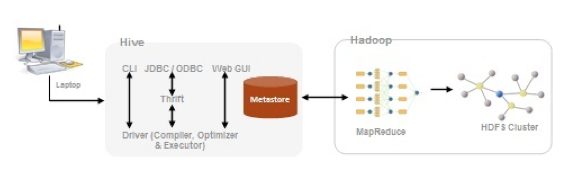 Hive
Hadoop
Laptop
CLI JDBC / ODBC Web GUI
Thrift
Metastore
Driver (Compiler, Optimizer
& Executor)
MapReduce
HDFS Cluster